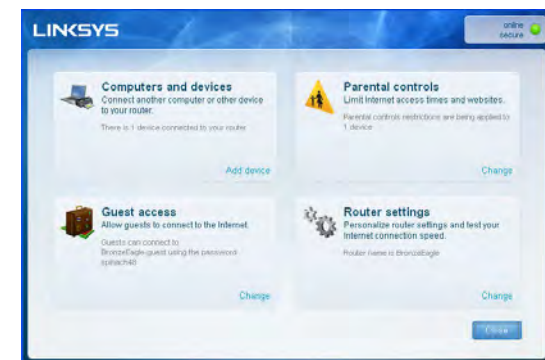 LINKSYS
online
secure
Computers and devices
Connect another computer or other device
to your router.
There is 1 device connected to your router
Add device
Parental controls
Limit Internet access times and websites.
Parental controls restrictions are being applied to
1 device
Change
Guest access
Allow guests to connect to the Internet.
Guests can connect to
BronzeEagle-guest using the password
spinach40
Change
Router settings
Personalize router settings and test your
Internet connection speed.
Router name is BronzeEagle
Change
Close